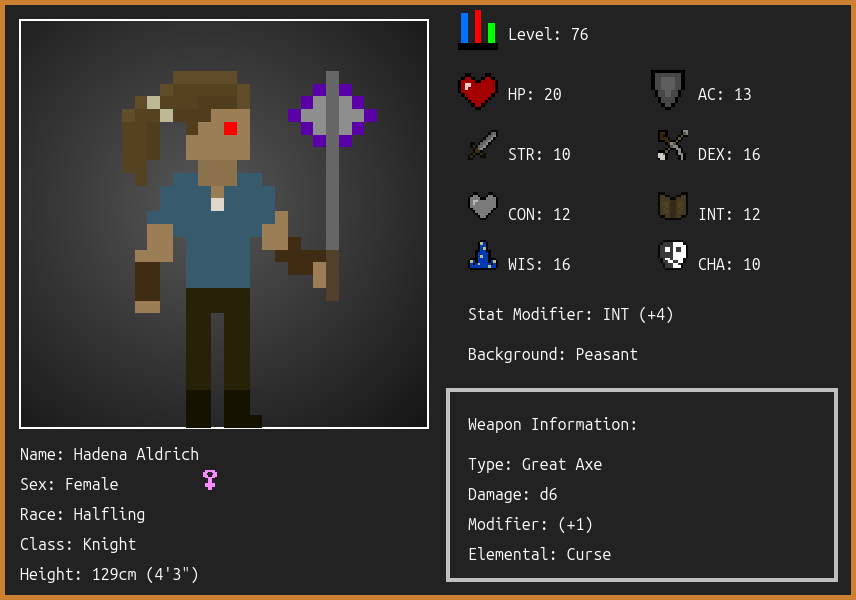 Level: 76
HP: 20
AC: 13
STR: 10
DEX: 16
CON: 12
INT: 12
WIS: 16
CHA: 10
Stat Modifier: INT (+4)
Background: Peasant
Weapon Information:
Type: Great Axe
Damage: d6
Modifier: (+1)
Elemental: Curse
Name: Hadena Aldrich
Sex: Female
Race: Halfling
Class: Knight
Height: 129cm (4'3")